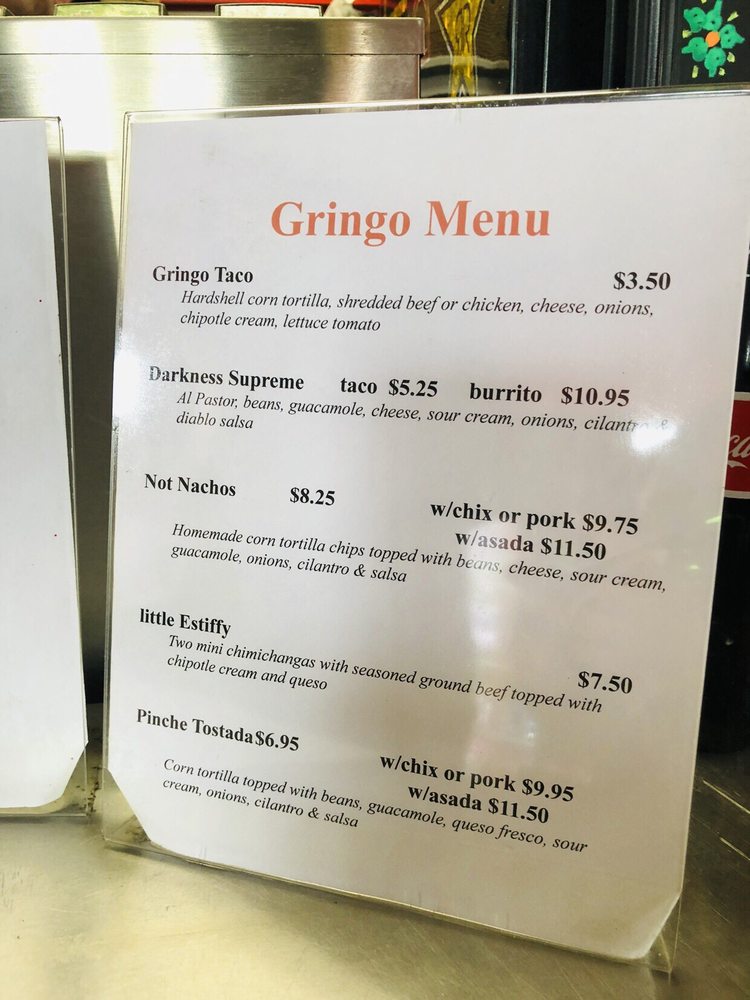 Gringo Menu
Gringo Taco $3.50
Hardshell corn tortilla, shredded beef or chicken, cheese, onions,
chipotle cream, lettuce tomato
Darkness Supreme taco $5.25 burrito $10.95
Al Pastor, beans, guacamole, cheese, sour cream, onions, cilantro &
diablo salsa
Not Nachos $8.25 w/chix or pork $9.75
w/asada $11.50
Homemade corn tortilla chips topped with beans, cheese, sour cream,
guacamole, onions, cilantro & salsa
little Estiffy $7.50
Two mini chimichangas with seasoned ground beef topped with
chipotle cream and queso
Pinche Tostada $6.95 w/chix or pork $9.95
w/asada $11.50
Corn tortilla topped with beans, guacamole, queso fresco, sour
cream, onions, cilantro & salsa